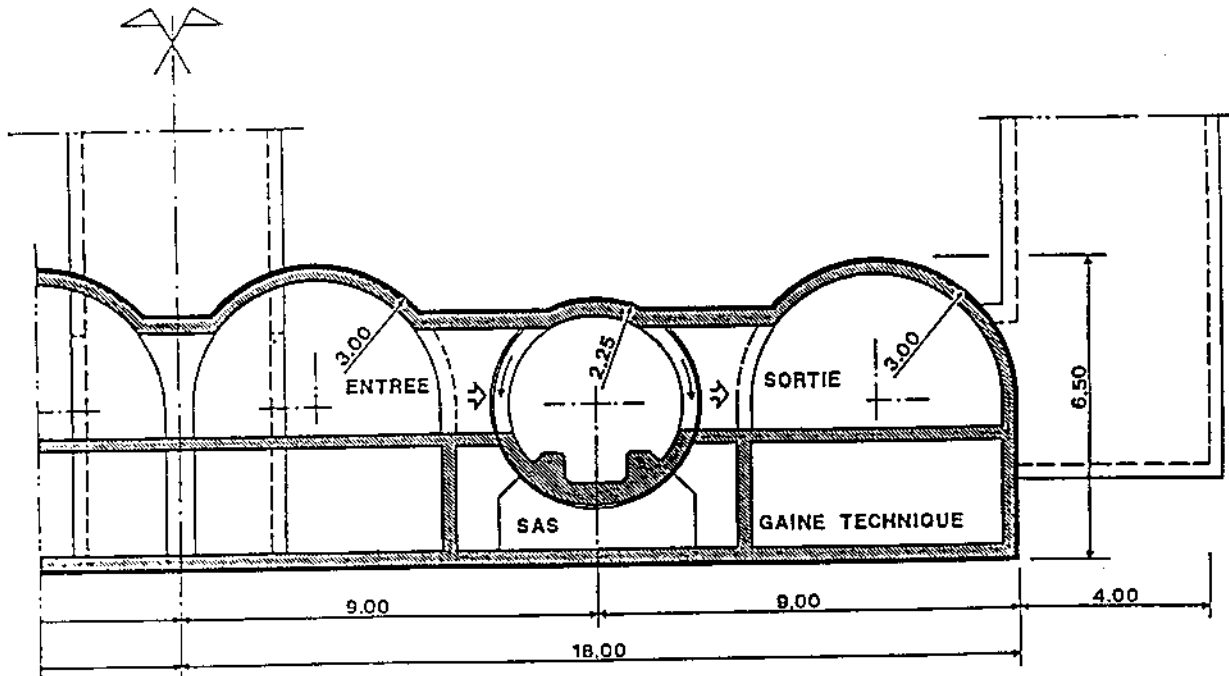 3.00
2.25
3.00
ENTREE
SORTIE
6,50
SAS
GAINE TECHNIQUE
9.00
9,00
4.00
18,00